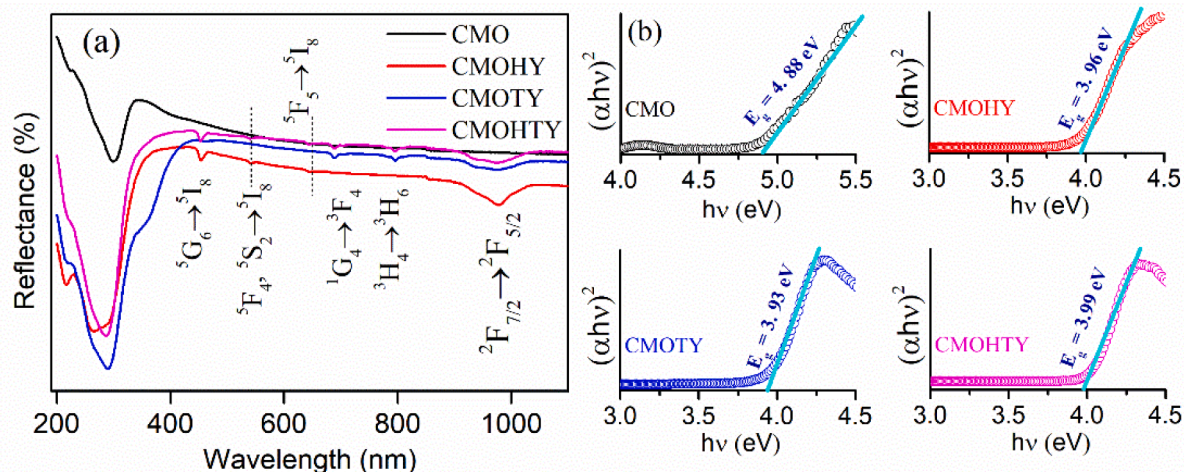 (a)
CMO
CMOHY
CMOTY
CMOHTY
⁵F₅→⁵I₈
⁵G₆→⁵I₈
⁵F₄, ⁵S₂→⁵I₈
¹G₄→³F₄
³H₄→³H₆
²F₇/₂→²F₅/₂
Reflectance (%)
200 400 600 800 1000
Wavelength (nm)
(b)
(αhν)²
CMO
E_g = 4. 88 eV
4.0 4.5 5.0 5.5
hν (eV)
(αhν)²
CMOHY
E_g = 3. 96 eV
3.0 3.5 4.0 4.5
hν (eV)
(αhν)²
CMOTY
E_g = 3. 93 eV
3.0 3.5 4.0 4.5
hν (eV)
(αhν)²
CMOHTY
E_g = 3.99 eV
3.0 3.5 4.0 4.5
hν (eV)